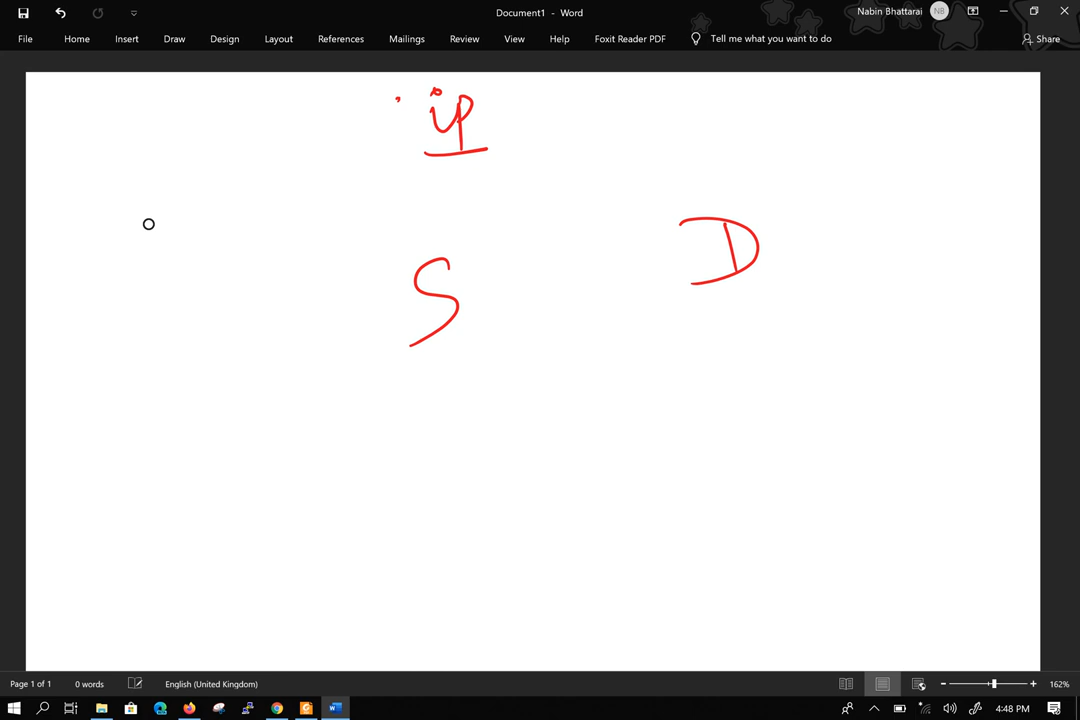 Document1 - Word
Nabin Bhattarai NB
File Home Insert Draw Design Layout References Mailings Review View Help Foxit Reader PDF Tell me what you want to do Share
ip
S D
Page 1 of 1 0 words English (United Kingdom) 162%
4:48 PM